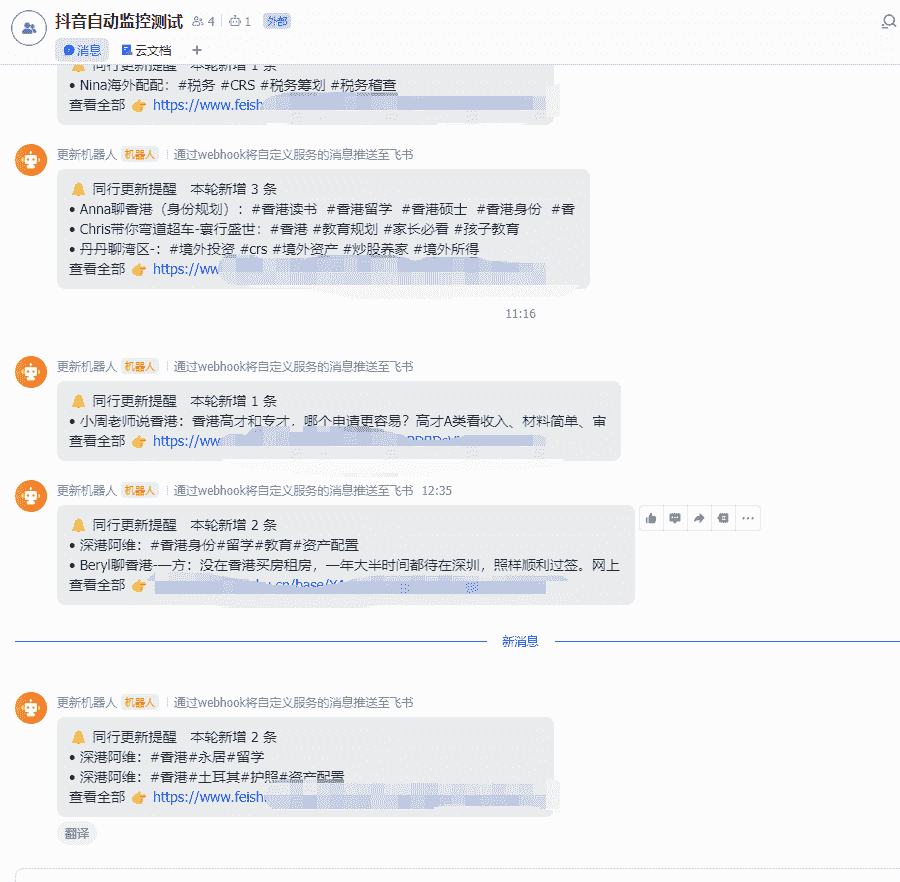 抖音自动监控测试 4 1 外部
消息 云文档 +
同行更新提醒 本轮新增 1 条
• Nina海外配配：#税务 #CRS #税务筹划 #税务稽查
查看全部 👉 https://www.feish
更新机器人 机器人 | 通过webhook将自定义服务的消息推送至飞书
🔔 同行更新提醒 本轮新增 3 条
• Anna聊香港（身份规划）：#香港读书 #香港留学 #香港硕士 #香港身份 #香
• Chris带你弯道超车-寰行盛世：#香港 #教育规划 #家长必看 #孩子教育
• 丹丹聊湾区-：#境外投资 #crs #境外资产 #炒股养家 #境外所得
查看全部 👉 https://ww
11:16
更新机器人 机器人 | 通过webhook将自定义服务的消息推送至飞书
🔔 同行更新提醒 本轮新增 1 条
• 小周老师说香港：香港高才和专才，哪个申请更容易？高才A类看收入、材料简单、审
查看全部 👉 https://ww
更新机器人 机器人 | 通过webhook将自定义服务的消息推送至飞书 12:35
🔔 同行更新提醒 本轮新增 2 条
• 深港阿维：#香港身份#留学#教育#资产配置
• Beryl聊香港-一方：没在香港买房租房，一年大半时间都待在深圳，照样顺利过签。网上
查看全部 👉 .cn/base/
新消息
更新机器人 机器人 | 通过webhook将自定义服务的消息推送至飞书
🔔 同行更新提醒 本轮新增 2 条
• 深港阿维：#香港#永居#留学
• 深港阿维：#香港#土耳其#护照#资产配置
查看全部 👉 https://www.feish
翻译